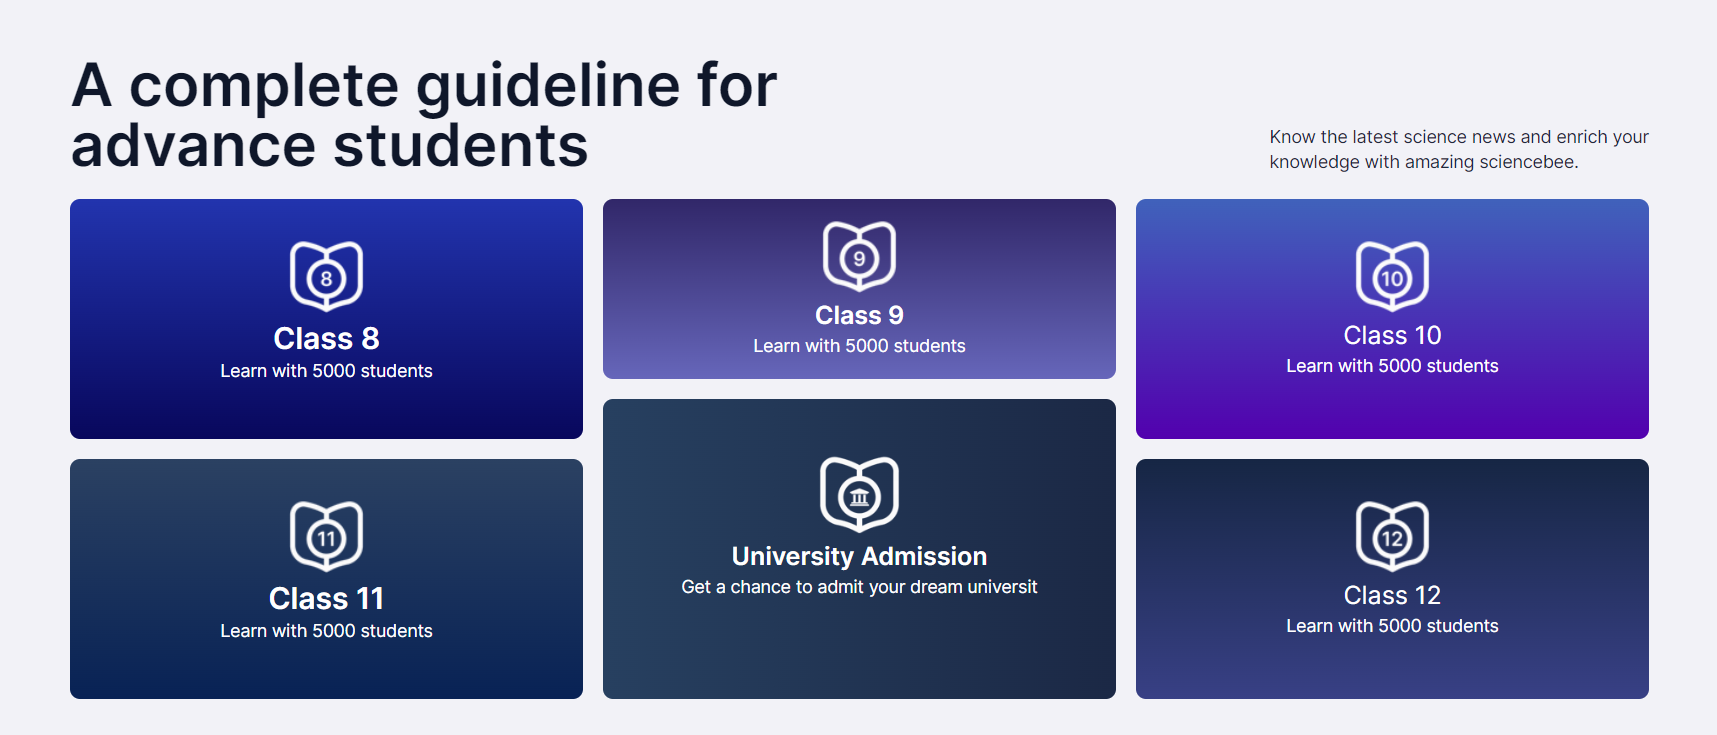 A complete guideline for
advance students
Know the latest science news and enrich your
knowledge with amazing sciencebee.
8
Class 8
Learn with 5000 students
9
Class 9
Learn with 5000 students
10
Class 10
Learn with 5000 students
11
Class 11
Learn with 5000 students
University Admission
Get a chance to admit your dream universit
12
Class 12
Learn with 5000 students